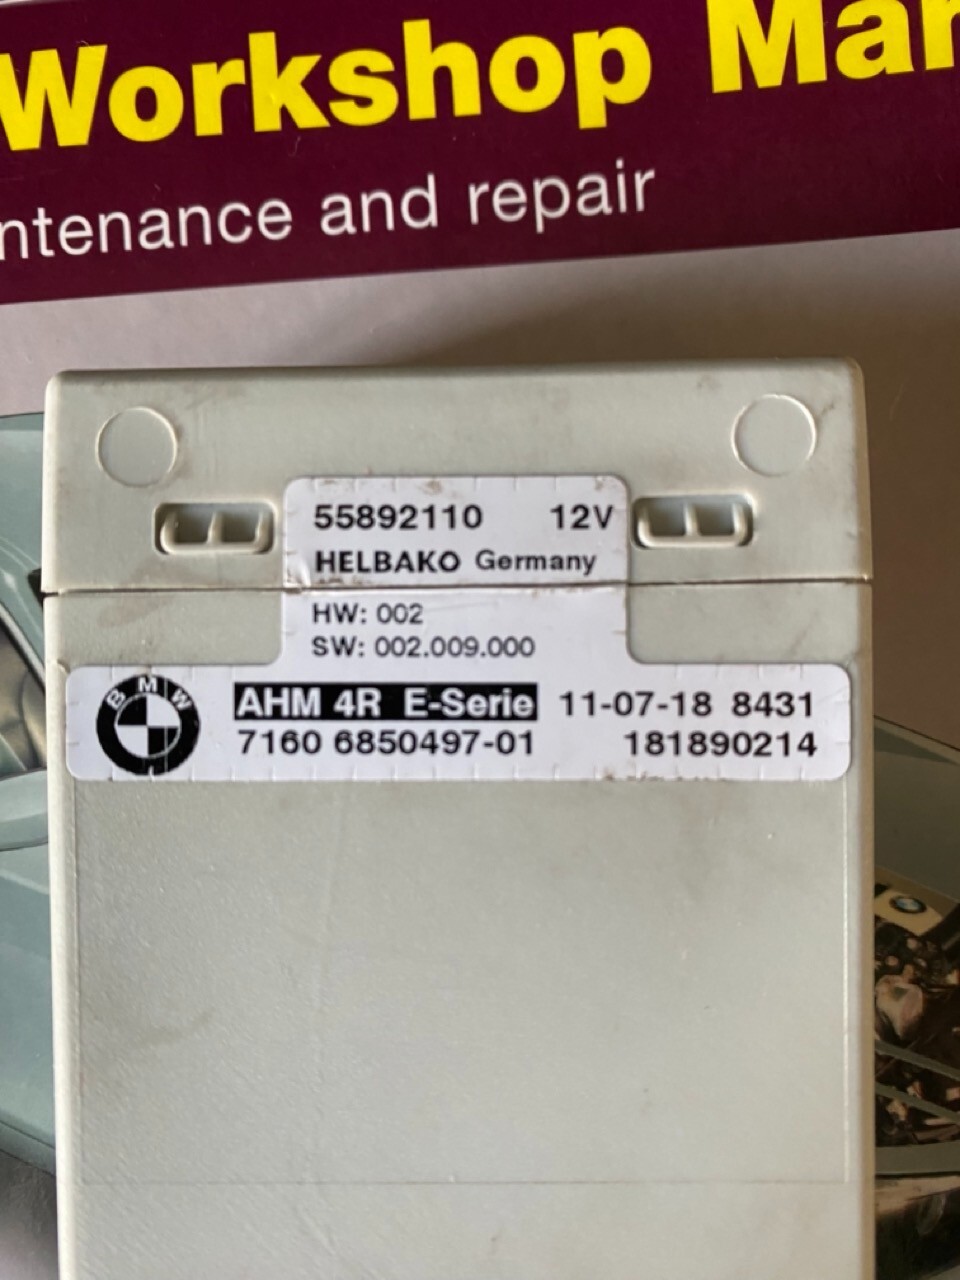 Workshop Mar
ntenance and repair
55892110 12V
HELBAKO Germany
HW: 002
SW: 002.009.000
BMW
AHM 4R E-Serie 11-07-18 8431
7160 6850497-01 181890214